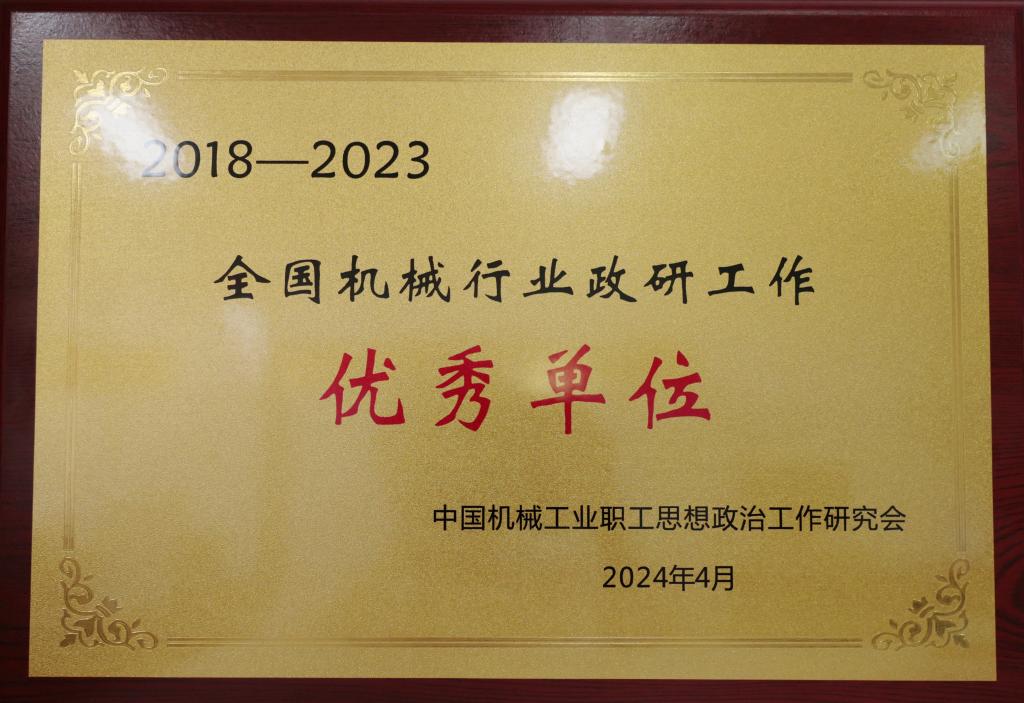 2018—2023
全国机械行业政研工作
优秀单位
中国机械工业职工思想政治工作研究会
2024年4月